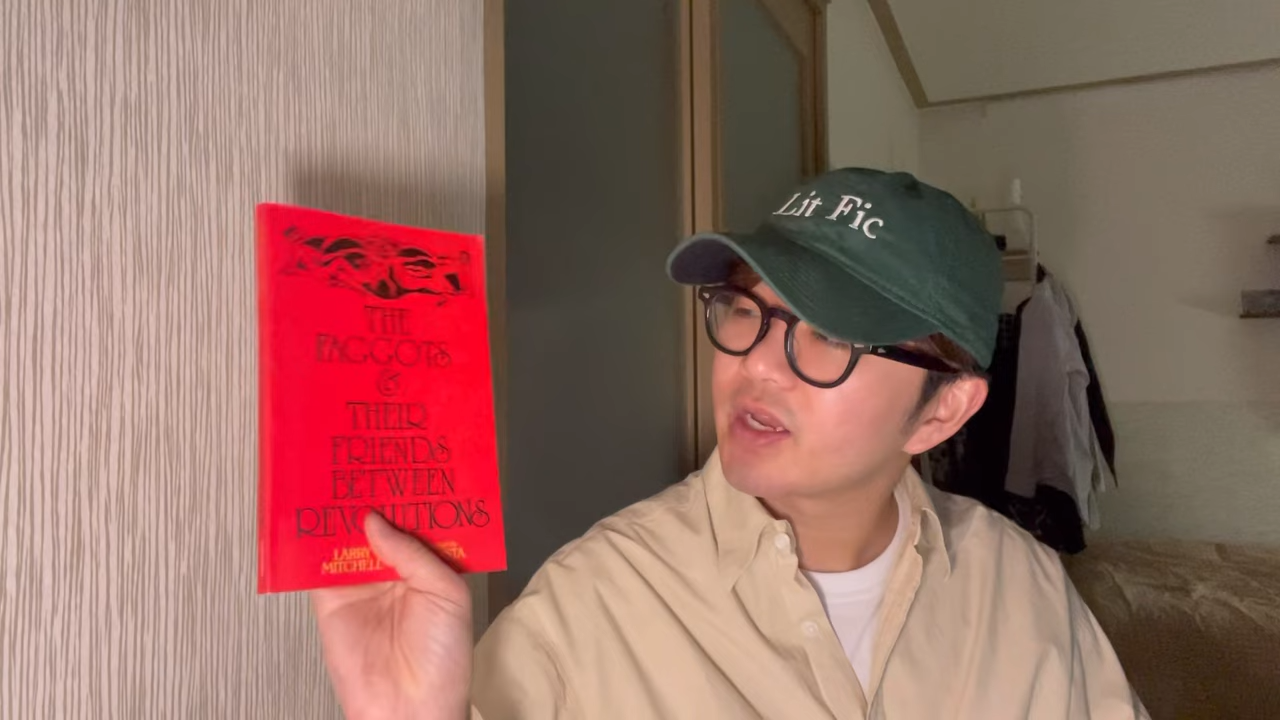 Lit Fic
THE
FAGGOTS
&
THEIR
FRIENDS
BETWEEN
REVOLUTIONS
LARRY
MITCHELL